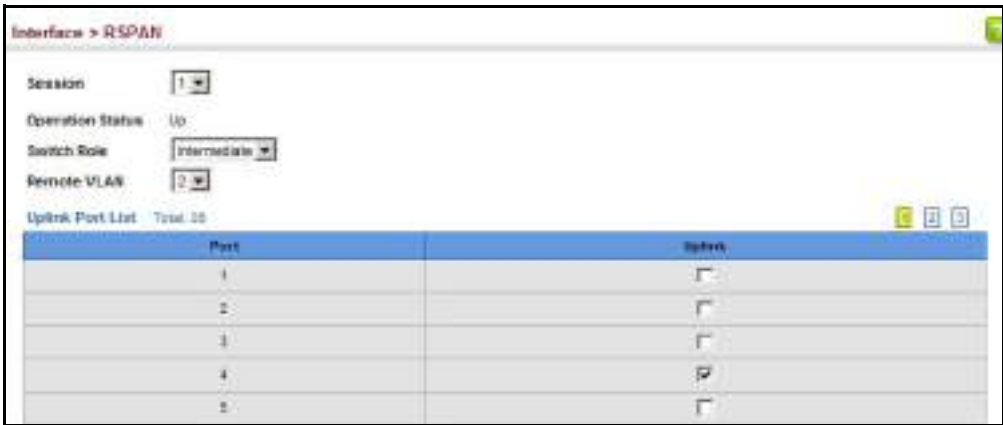 Interface > RSPAN
Session 1
Operation Status Up
Switch Role Intermediate
Remote VLAN 2
Uplink Port List Total: 28
1 2 3
Port Uplink
1
2
3
4
5